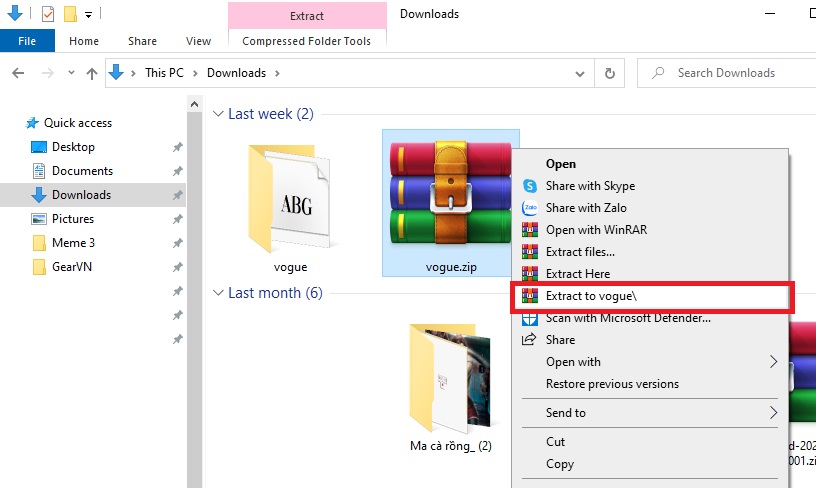 Extract
Downloads
File
Home
Share
View
Compressed Folder Tools
This PC
Downloads
Search Downloads
Quick access
Desktop
Documents
Downloads
Pictures
Meme 3
GearVN
Last week (2)
ABG
vogue
vogue.zip
Last month (6)
Ma cà rồng_ (2)
Open
Share with Skype
Zalo
Share with Zalo
Open with WinRAR
Extract files...
Extract Here
Extract to vogue\
Scan with Microsoft Defender...
Share
Open with
Restore previous versions
Send to
Cut
Copy
d-202
001.zi